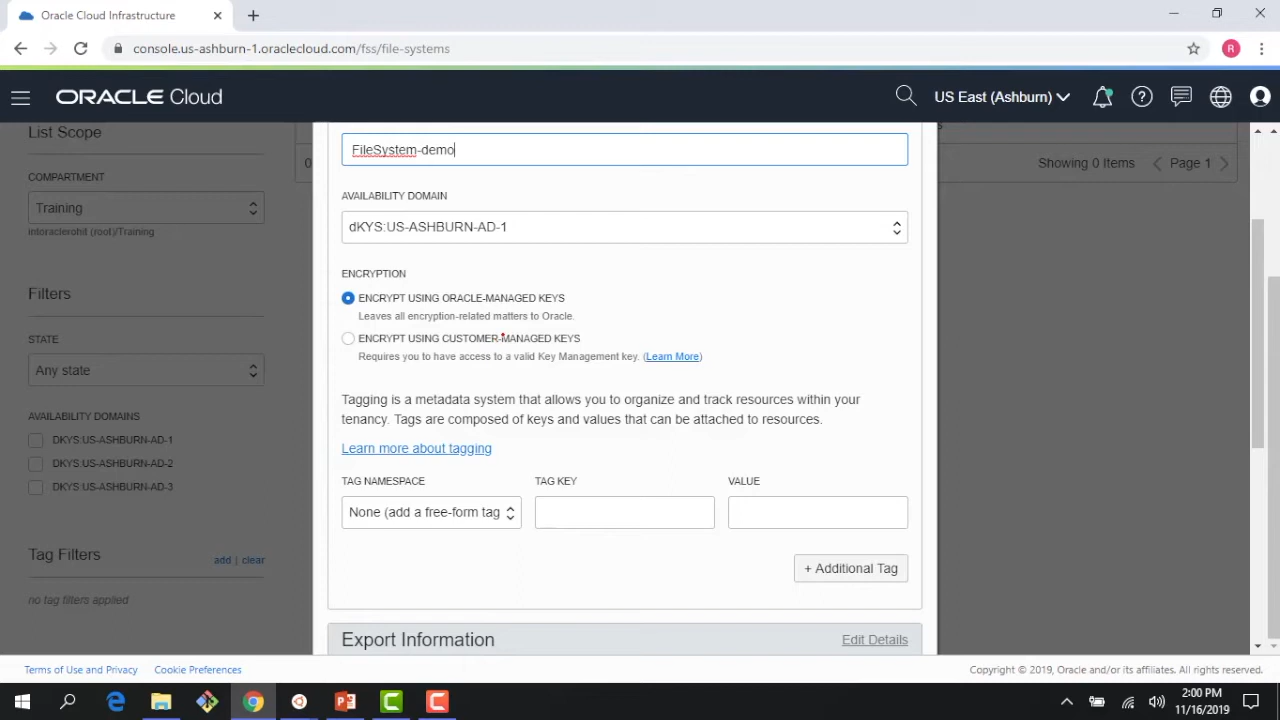 Oracle Cloud Infrastructure
console.us-ashburn-1.oraclecloud.com/fss/file-systems
R
ORACLE Cloud
US East (Ashburn)
List Scope
COMPARTMENT
Training
intoraclerohit (root)/Training
Filters
STATE
Any state
AVAILABILITY DOMAINS
DKYS:US-ASHBURN-AD-1
DKYS:US-ASHBURN-AD-2
DKYS:US-ASHBURN-AD-3
Tag Filters
add | clear
no tag filters applied
FileSystem-demo
AVAILABILITY DOMAIN
dKYS:US-ASHBURN-AD-1
ENCRYPTION
ENCRYPT USING ORACLE-MANAGED KEYS
Leaves all encryption-related matters to Oracle.
ENCRYPT USING CUSTOMER-MANAGED KEYS
Requires you to have access to a valid Key Management key. (Learn More)
Tagging is a metadata system that allows you to organize and track resources within your
tenancy. Tags are composed of keys and values that can be attached to resources.
Learn more about tagging
TAG NAMESPACE TAG KEY VALUE
None (add a free-form tag
+ Additional Tag
Export Information Edit Details
Showing 0 Items Page 1
Terms of Use and Privacy Cookie Preferences
Copyright © 2019, Oracle and/or its affiliates. All rights reserved.
2:00 PM
11/16/2019